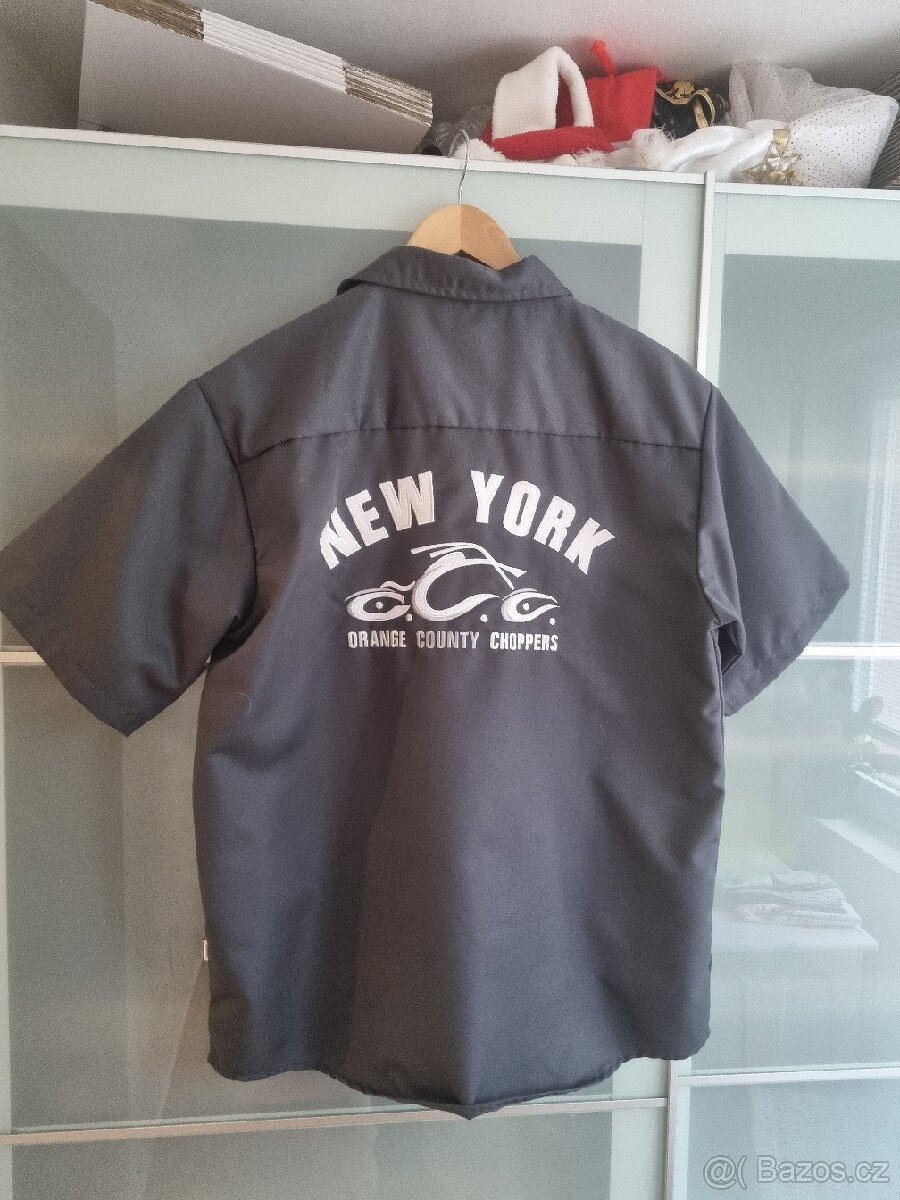 NEW YORK
O.C.C.
ORANGE COUNTY CHOPPERS
@( Bazos.cz